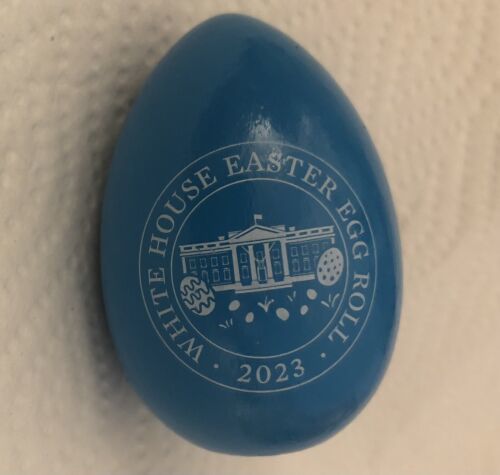 WHITE HOUSE EASTER EGG ROLL
· 2023 ·